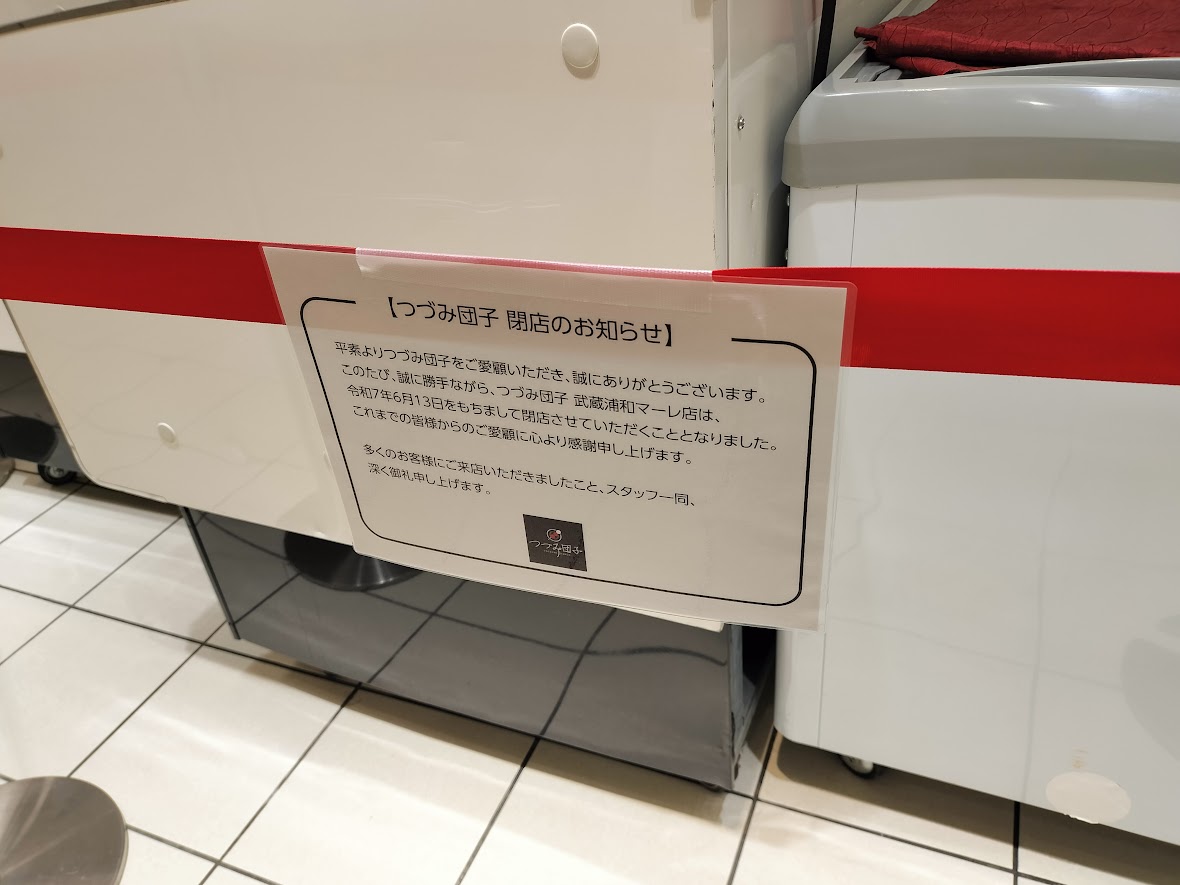 【つづみ団子 閉店のお知らせ】
平素よりつづみ団子をご愛顧いただき、誠にありがとうございます。
このたび、誠に勝手ながら、つづみ団子 武蔵浦和マーレ店は、
令和7年6月13日をもちまして閉店させていただくこととなりました。
これまでの皆様からのご愛顧に心より感謝申し上げます。
多くのお客様にご来店いただきましたこと、スタッフ一同、
深く御礼申し上げます。
つづみ団子